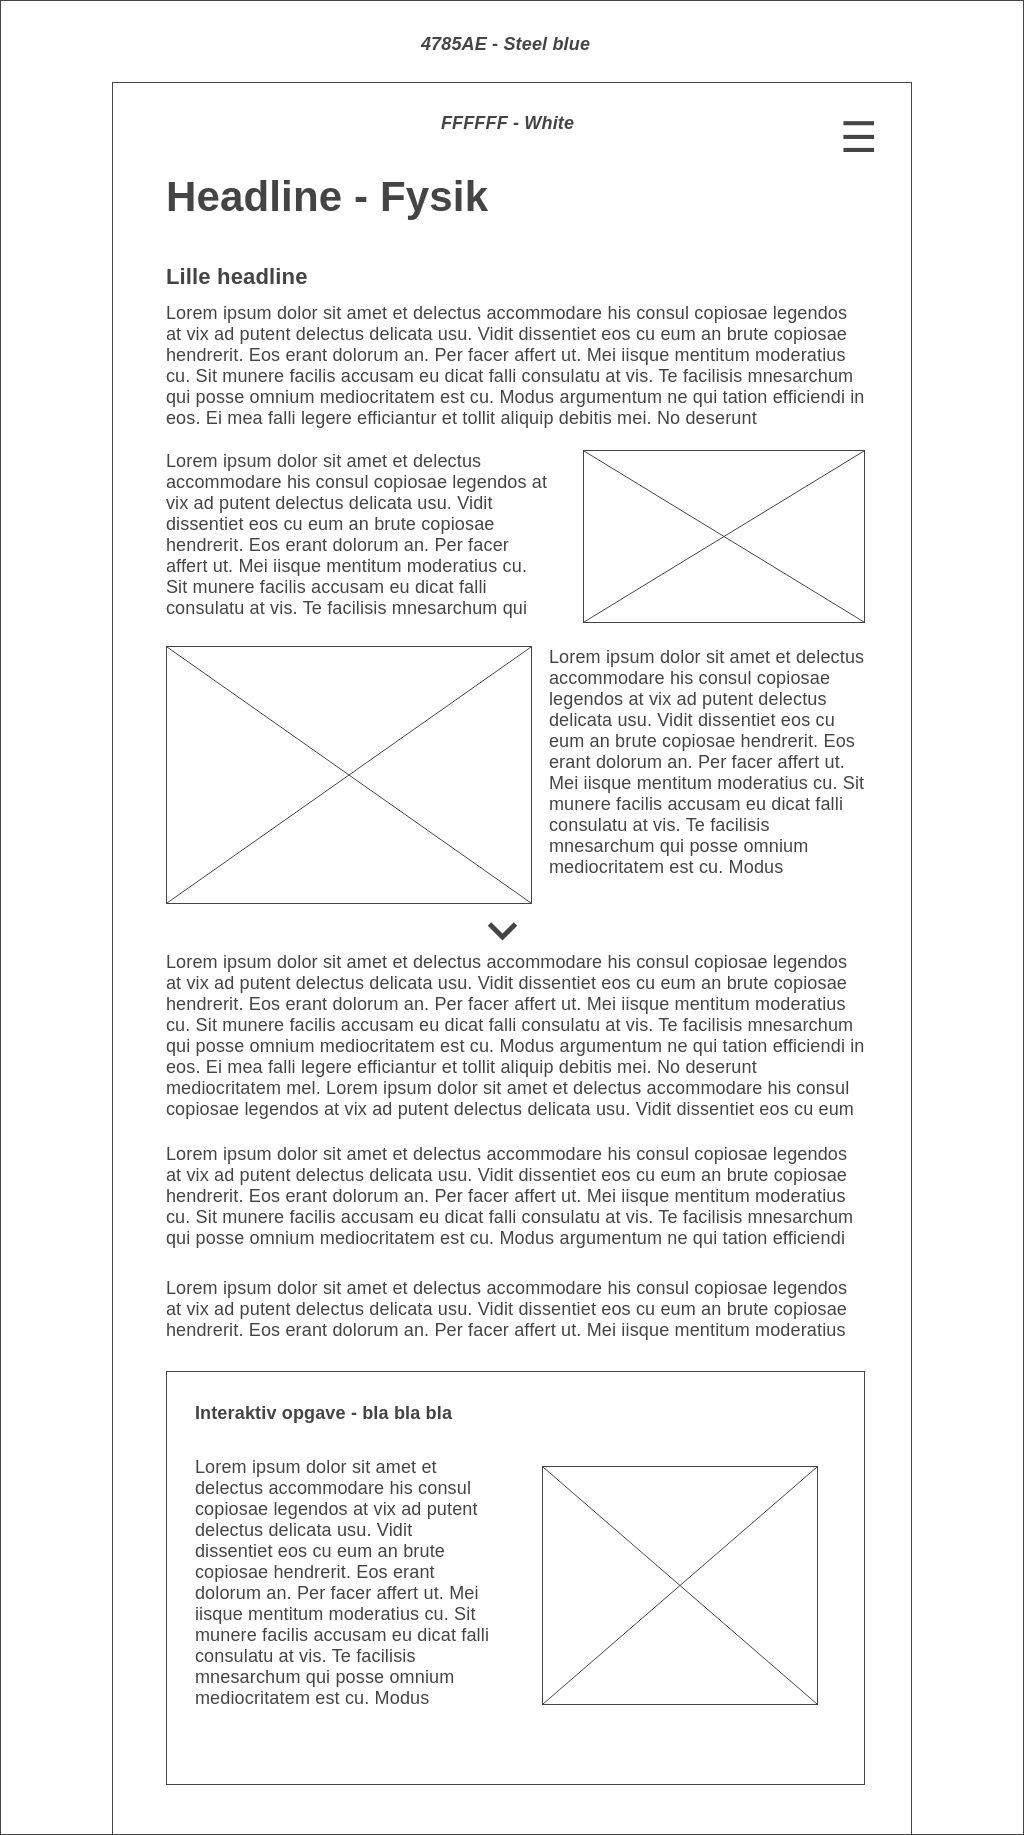 4785AE - Steel blue
FFFFFF - White
Headline - Fysik
Lille headline
Lorem ipsum dolor sit amet et delectus accommodare his consul copiosae legendos
at vix ad putent delectus delicata usu. Vidit dissentiet eos cu eum an brute copiosae
hendrerit. Eos erant dolorum an. Per facer affert ut. Mei iisque mentitum moderatius
cu. Sit munere facilis accusam eu dicat falli consulatu at vis. Te facilisis mnesarchum
qui posse omnium mediocritatem est cu. Modus argumentum ne qui tation efficiendi in
eos. Ei mea falli legere efficiantur et tollit aliquip debitis mei. No deserunt
Lorem ipsum dolor sit amet et delectus
accommodare his consul copiosae legendos at
vix ad putent delectus delicata usu. Vidit
dissentiet eos cu eum an brute copiosae
hendrerit. Eos erant dolorum an. Per facer
affert ut. Mei iisque mentitum moderatius cu.
Sit munere facilis accusam eu dicat falli
consulatu at vis. Te facilisis mnesarchum qui
Lorem ipsum dolor sit amet et delectus
accommodare his consul copiosae
legendos at vix ad putent delectus
delicata usu. Vidit dissentiet eos cu
eum an brute copiosae hendrerit. Eos
erant dolorum an. Per facer affert ut.
Mei iisque mentitum moderatius cu. Sit
munere facilis accusam eu dicat falli
consulatu at vis. Te facilisis
mnesarchum qui posse omnium
mediocritatem est cu. Modus
Lorem ipsum dolor sit amet et delectus accommodare his consul copiosae legendos
at vix ad putent delectus delicata usu. Vidit dissentiet eos cu eum an brute copiosae
hendrerit. Eos erant dolorum an. Per facer affert ut. Mei iisque mentitum moderatius
cu. Sit munere facilis accusam eu dicat falli consulatu at vis. Te facilisis mnesarchum
qui posse omnium mediocritatem est cu. Modus argumentum ne qui tation efficiendi in
eos. Ei mea falli legere efficiantur et tollit aliquip debitis mei. No deserunt
mediocritatem mel. Lorem ipsum dolor sit amet et delectus accommodare his consul
copiosae legendos at vix ad putent delectus delicata usu. Vidit dissentiet eos cu eum
Lorem ipsum dolor sit amet et delectus accommodare his consul copiosae legendos
at vix ad putent delectus delicata usu. Vidit dissentiet eos cu eum an brute copiosae
hendrerit. Eos erant dolorum an. Per facer affert ut. Mei iisque mentitum moderatius
cu. Sit munere facilis accusam eu dicat falli consulatu at vis. Te facilisis mnesarchum
qui posse omnium mediocritatem est cu. Modus argumentum ne qui tation efficiendi
Lorem ipsum dolor sit amet et delectus accommodare his consul copiosae legendos
at vix ad putent delectus delicata usu. Vidit dissentiet eos cu eum an brute copiosae
hendrerit. Eos erant dolorum an. Per facer affert ut. Mei iisque mentitum moderatius
Interaktiv opgave - bla bla bla
Lorem ipsum dolor sit amet et
delectus accommodare his consul
copiosae legendos at vix ad putent
delectus delicata usu. Vidit
dissentiet eos cu eum an brute
copiosae hendrerit. Eos erant
dolorum an. Per facer affert ut. Mei
iisque mentitum moderatius cu. Sit
munere facilis accusam eu dicat falli
consulatu at vis. Te facilisis
mnesarchum qui posse omnium
mediocritatem est cu. Modus